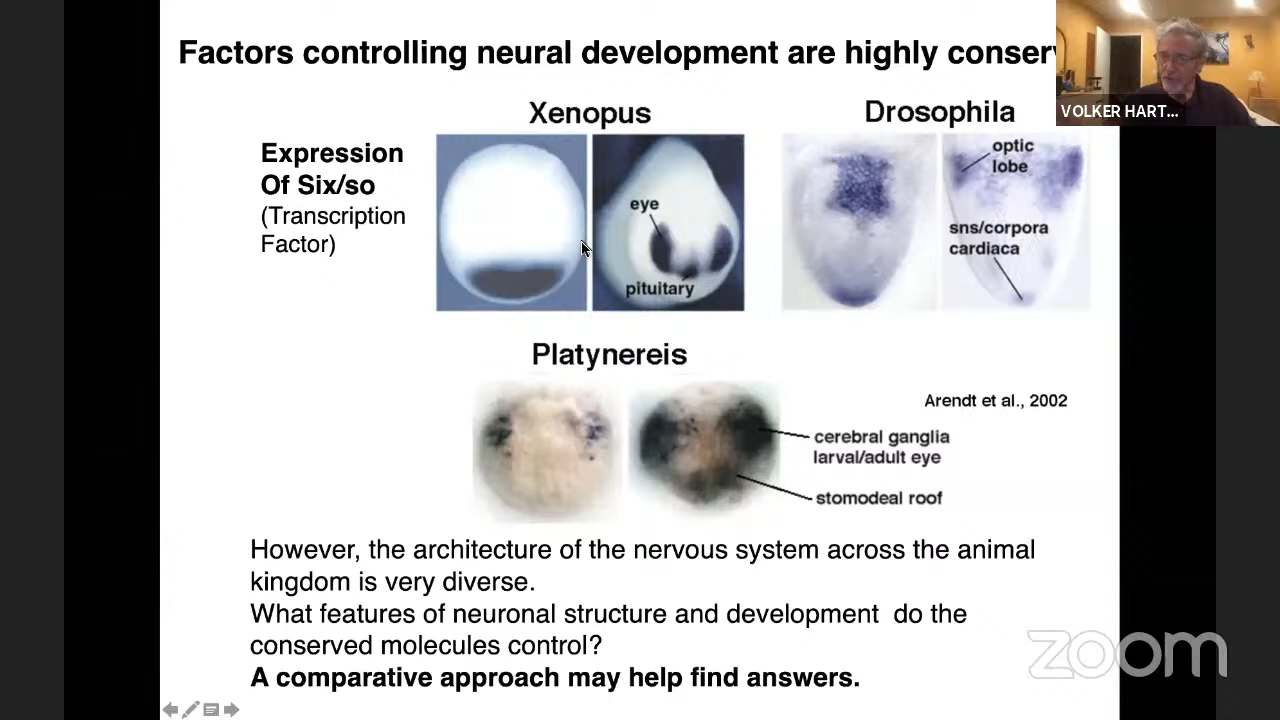 Factors controlling neural development are highly conser
VOLKER HART...
Xenopus
Drosophila
Expression
Of Six/so
(Transcription
Factor)
eye
pituitary
optic
lobe
sns/corpora
cardiaca
Platynereis
Arendt et al., 2002
cerebral ganglia
larval/adult eye
stomodeal roof
However, the architecture of the nervous system across the animal
kingdom is very diverse.
What features of neuronal structure and development  do the
conserved molecules control?
A comparative approach may help find answers.
zoom